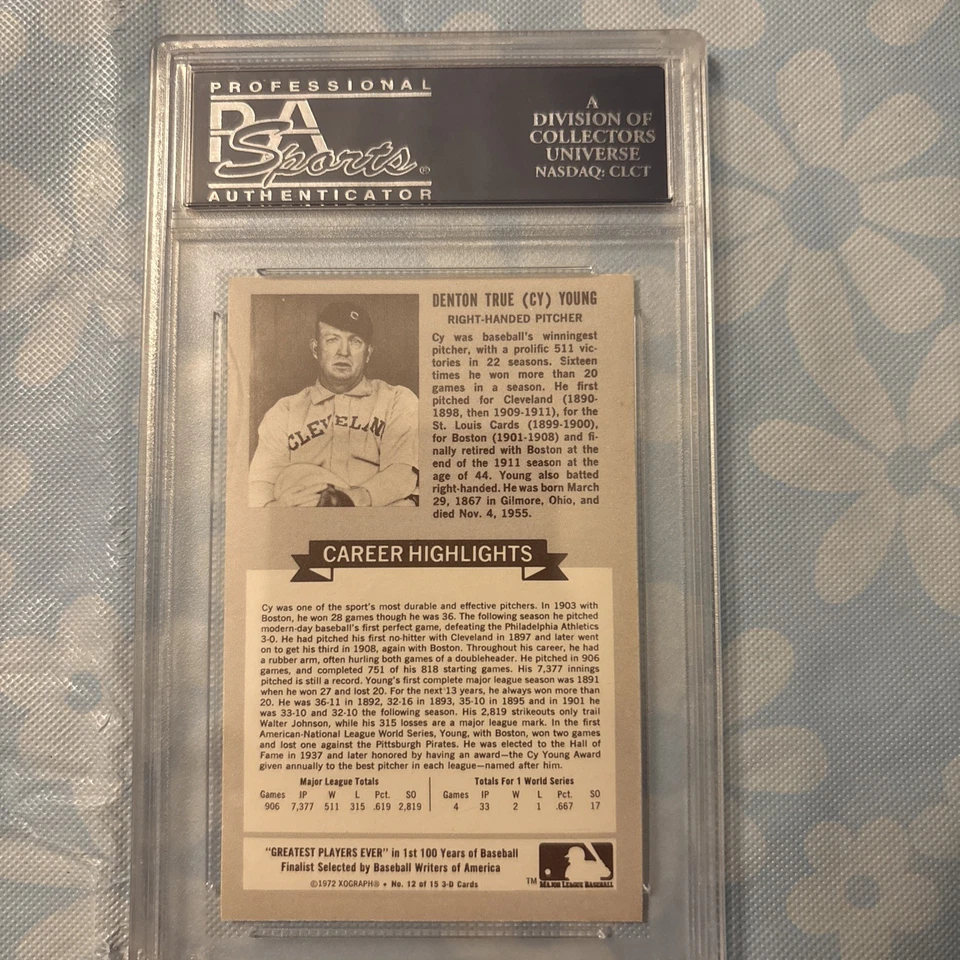 PROFESSIONAL
PSA
Sports®
AUTHENTICATOR
A
DIVISION OF
COLLECTORS
UNIVERSE
NASDAQ: CLCT
C
CLEVELAN
DENTON TRUE (CY) YOUNG
RIGHT-HANDED PITCHER
Cy was baseball's winningest
pitcher, with a prolific 511 vic-
tories in 22 seasons. Sixteen
times he won more than 20
games in a season. He first
pitched for Cleveland (1890-
1898, then 1909-1911), for the
St. Louis Cards (1899-1900),
for Boston (1901-1908) and fi-
nally retired with Boston at the
end of the 1911 season at the
age of 44. Young also batted
right-handed. He was born March
29, 1867 in Gilmore, Ohio, and
died Nov. 4, 1955.
CAREER HIGHLIGHTS
Cy was one of the sport's most durable and effective pitchers. In 1903 with
Boston, he won 28 games though he was 36. The following season he pitched
modern-day baseball's first perfect game, defeating the Philadelphia Athletics
3-0. He had pitched his first no-hitter with Cleveland in 1897 and later went
on to get his third in 1908, again with Boston. Throughout his career, he had
a rubber arm, often hurling both games of a doubleheader. He pitched in 906
games, and completed 751 of his 818 starting games. His 7,377 innings
pitched is still a record. Young's first complete major league season was 1891
when he won 27 and lost 20. For the next 13 years, he always won more than
20. He was 36-11 in 1892, 32-16 in 1893, 35-10 in 1895 and in 1901 he
was 33-10 and 32-10 the following season. His 2,819 strikeouts only trail
Walter Johnson, while his 315 losses are a major league mark. In the first
American-National League World Series, Young, with Boston, won two games
and lost one against the Pittsburgh Pirates. He was elected to the Hall of
Fame in 1937 and later honored by having an award—the Cy Young Award
given annually to the best pitcher in each league—named after him.
Major League Totals
Games IP W L Pct. SO
906 7,377 511 315 .619 2,819
Totals For 1 World Series
Games IP W L Pct. SO
4 33 2 1 .667 17
"GREATEST PLAYERS EVER" in 1st 100 Years of Baseball
Finalist Selected by Baseball Writers of America
©1972 XOGRAPH® • No. 12 of 15 3-D Cards
TM
MAJOR LEAGUE BASEBALL